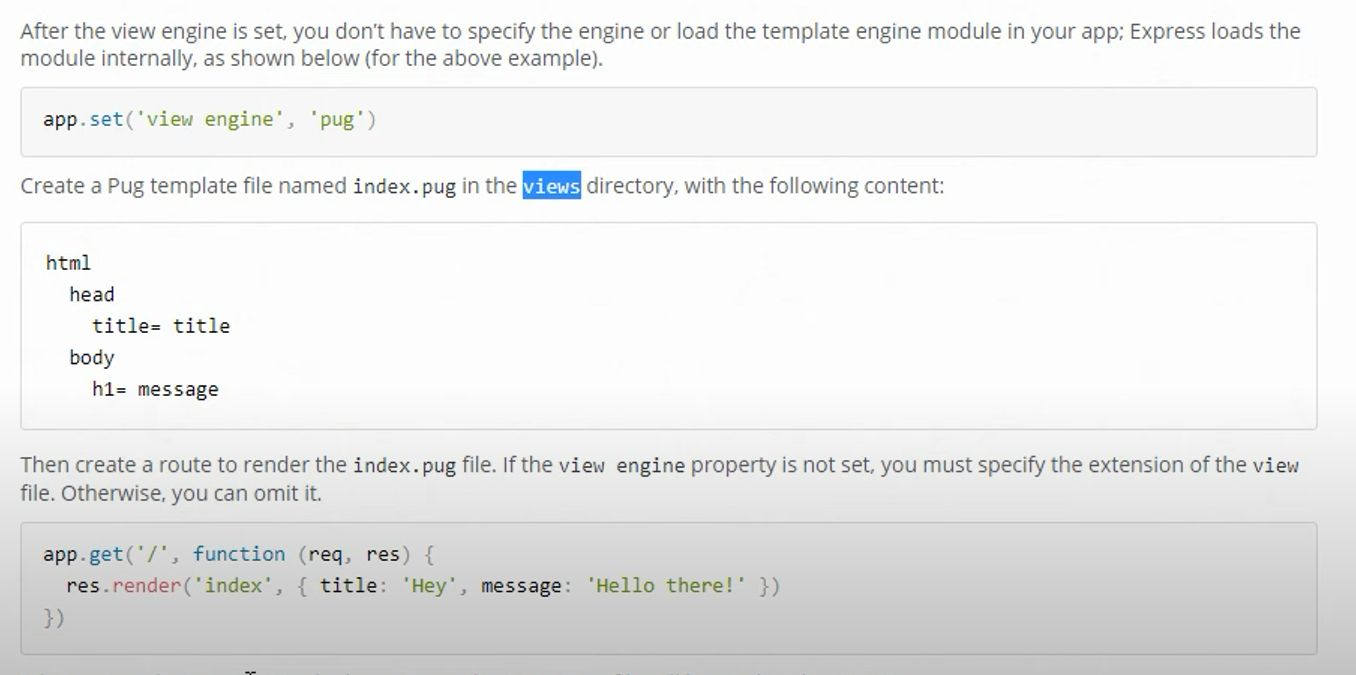 After the view engine is set, you don’t have to specify the engine or load the template engine module in your app; Express loads the
module internally, as shown below (for the above example).
app.set('view engine', 'pug')
Create a Pug template file named index.pug in the views directory, with the following content:
html
  head
    title= title
  body
    h1= message
Then create a route to render the index.pug file. If the view engine property is not set, you must specify the extension of the view
file. Otherwise, you can omit it.
app.get('/', function (req, res) {
  res.render('index', { title: 'Hey', message: 'Hello there!' })
})